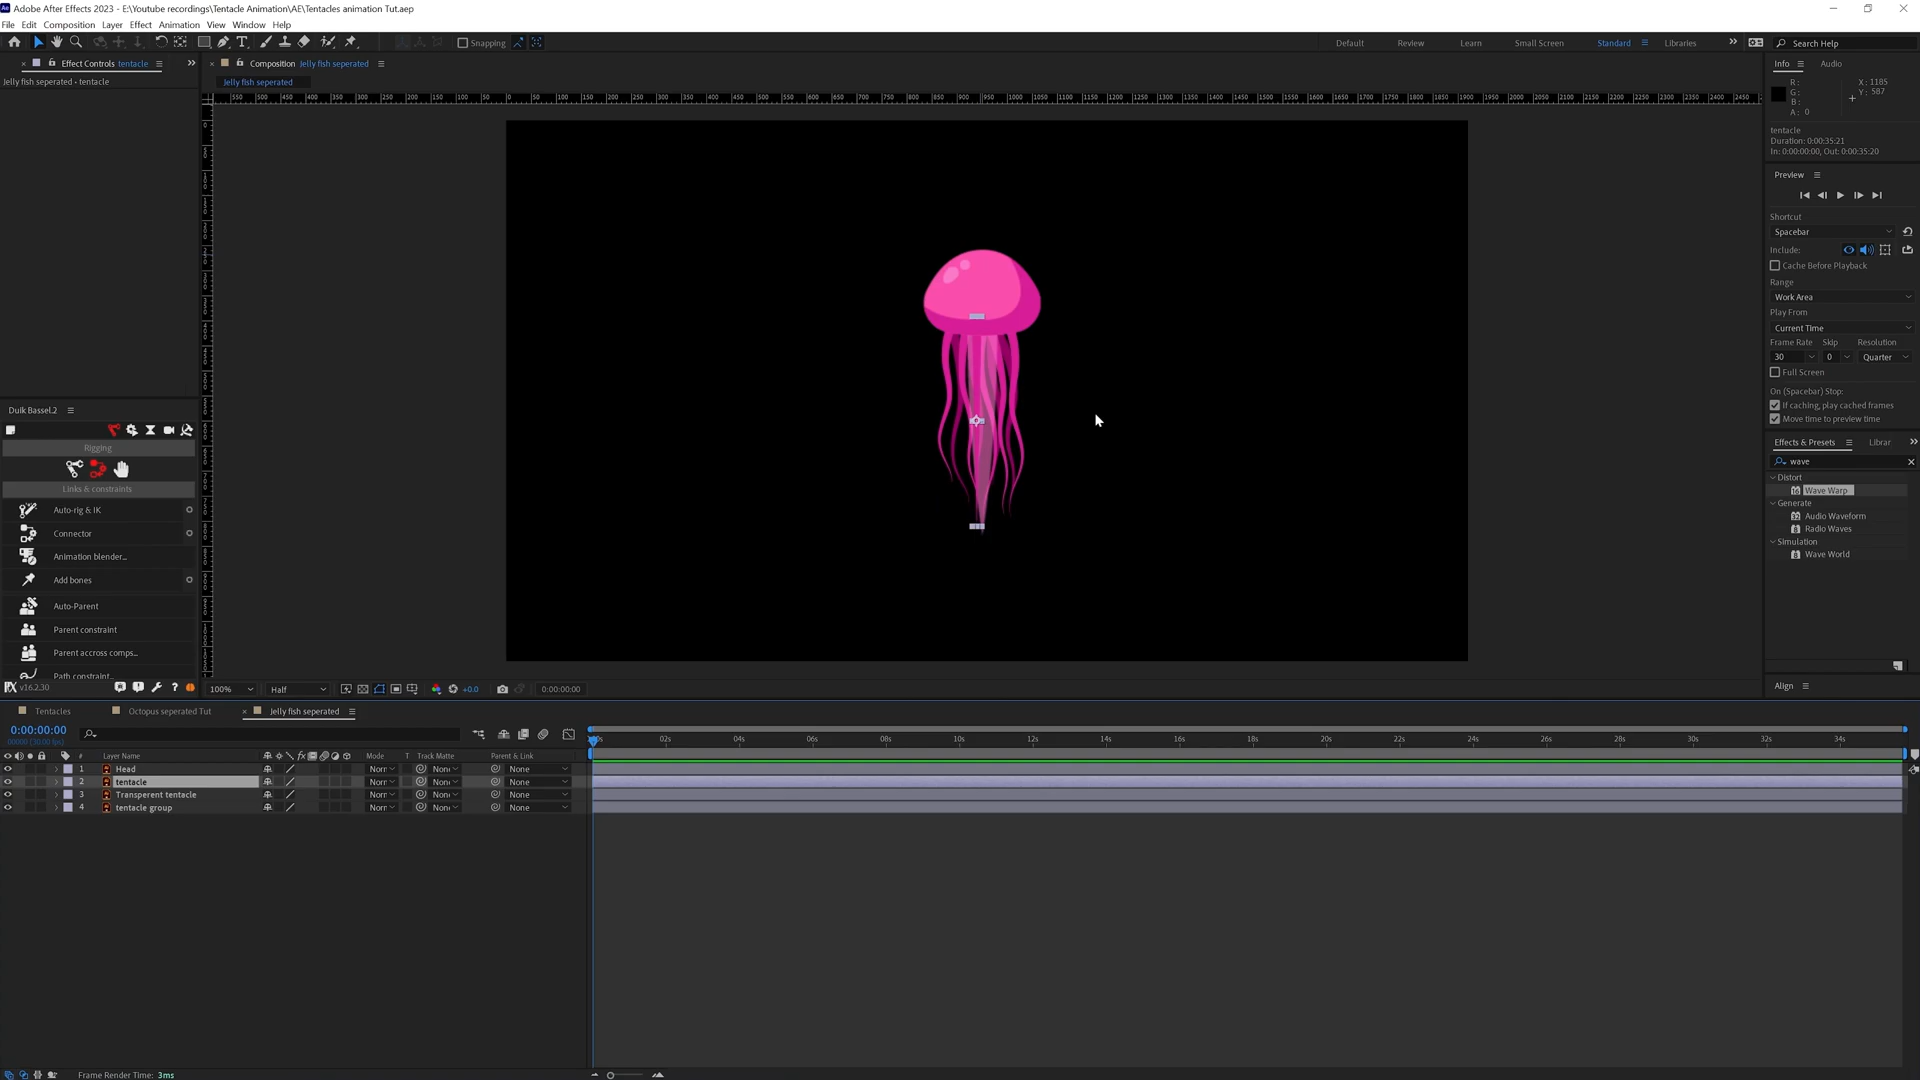 Adobe After Effects 2023 - E:\Youtube recordings\Tentacle Animation\AE\Tentacles animation Tut.aep
File Edit Composition Layer Effect Animation View Window Help
Snapping
Default Review Learn Small Screen Standard Libraries Search Help
Effect Controls tentacle
Jelly fish seperated • tentacle
Composition Jelly fish seperated
Jelly fish seperated
Info Audio
R: X: 1185
G: Y: 587
B:
A: 0
tentacle
Duration: 0:00:35:21
In: 0:00:00:00, Out: 0:00:35:20
Preview
Shortcut
Spacebar
Include:
Cache Before Playback
Range
Work Area
Play From
Current Time
Frame Rate Skip Resolution
30 0 Quarter
Full Screen
On (Spacebar) Stop:
If caching, play cached frames
Move time to preview time
Effects & Presets Librar
wave
Distort
Wave Warp
Generate
Audio Waveform
Radio Waves
Simulation
Wave World
Align
Duik Bassel.2
Rigging
Links & constraints
Auto-rig & IK
Connector
Animation blender...
Add bones
Auto-Parent
Parent constraint
Parent accross comps...
Path constraint...
v16.2.30
100% Half +0.0 0:00:00:00
Tentacles Octopus seperated Tut Jelly fish seperated
0:00:00:00
00000 (30.00 fps)
02s 04s 06s 08s 10s 12s 14s 16s 18s 20s 22s 24s 26s 28s 30s 32s 34s
# Layer Name Mode T Track Matte Parent & Link
1 Head Norr None None
2 tentacle Norr None None
3 Transperent tentacle Norr None None
4 tentacle group Norr None None
Frame Render Time: 3ms